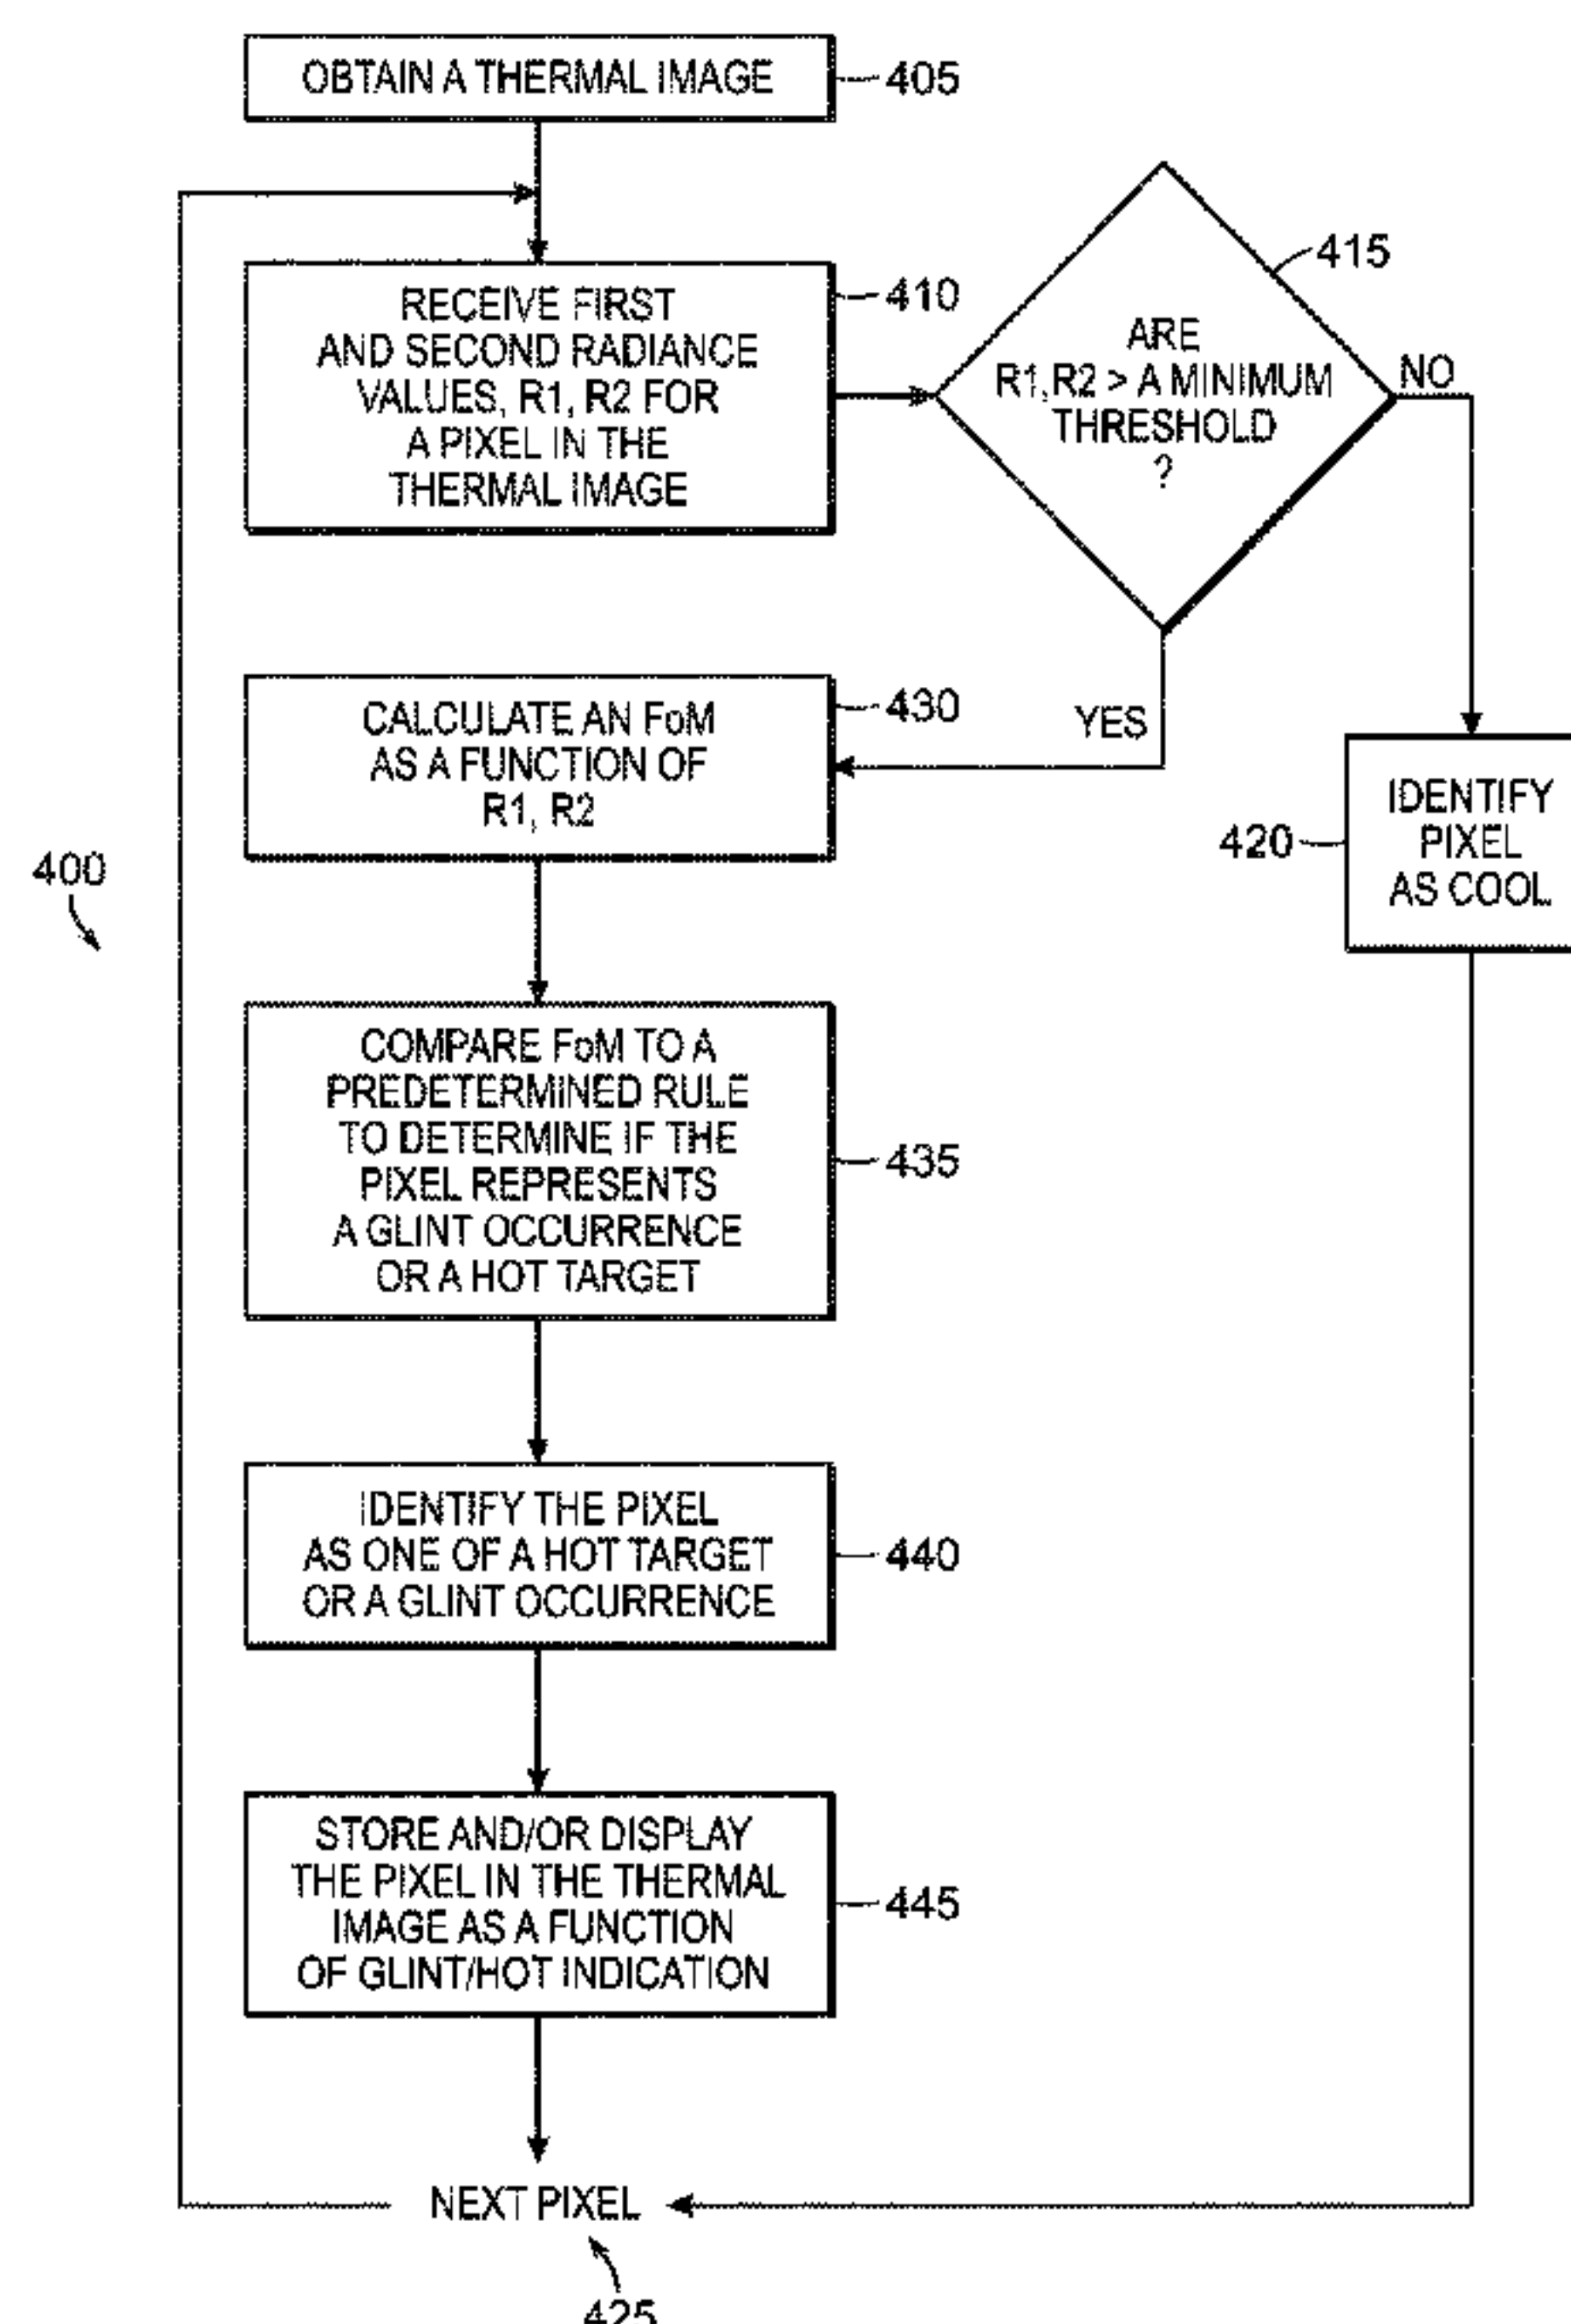 OBTAIN A THERMAL IMAGE
405
RECEIVE FIRST
AND SECOND RADIANCE
VALUES, R1, R2 FOR
A PIXEL IN THE
THERMAL IMAGE
410
415
ARE
R1,R2 > A MINIMUM
THRESHOLD
?
NO
YES
CALCULATE AN FoM
AS A FUNCTION OF
R1, R2
430
IDENTIFY
PIXEL
AS COOL
420
400
COMPARE FoM TO A
PREDETERMINED RULE
TO DETERMINE IF THE
PIXEL REPRESENTS
A GLINT OCCURRENCE
OR A HOT TARGET
435
IDENTIFY THE PIXEL
AS ONE OF A HOT TARGET
OR A GLINT OCCURRENCE
440
STORE AND/OR DISPLAY
THE PIXEL IN THE THERMAL
IMAGE AS A FUNCTION
OF GLINT/HOT INDICATION
445
NEXT PIXEL
425